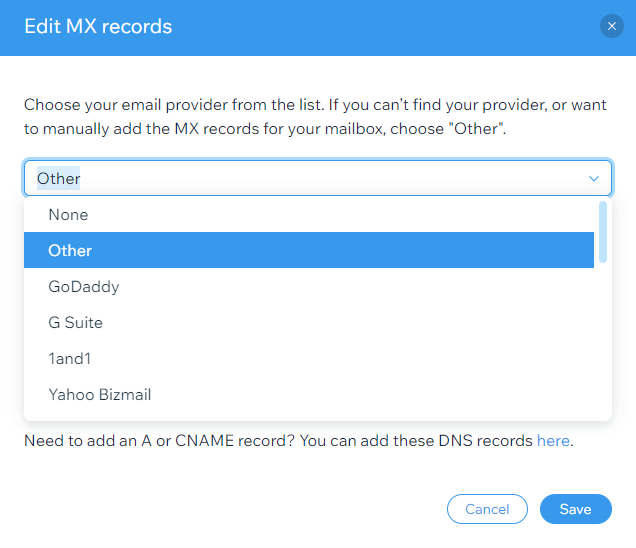 Edit MX records
Choose your email provider from the list. If you can't find your provider, or want
to manually add the MX records for your mailbox, choose "Other".
Other
None
Other
GoDaddy
G Suite
1and1
Yahoo Bizmail
Need to add an A or CNAME record? You can add these DNS records here.
Cancel
Save